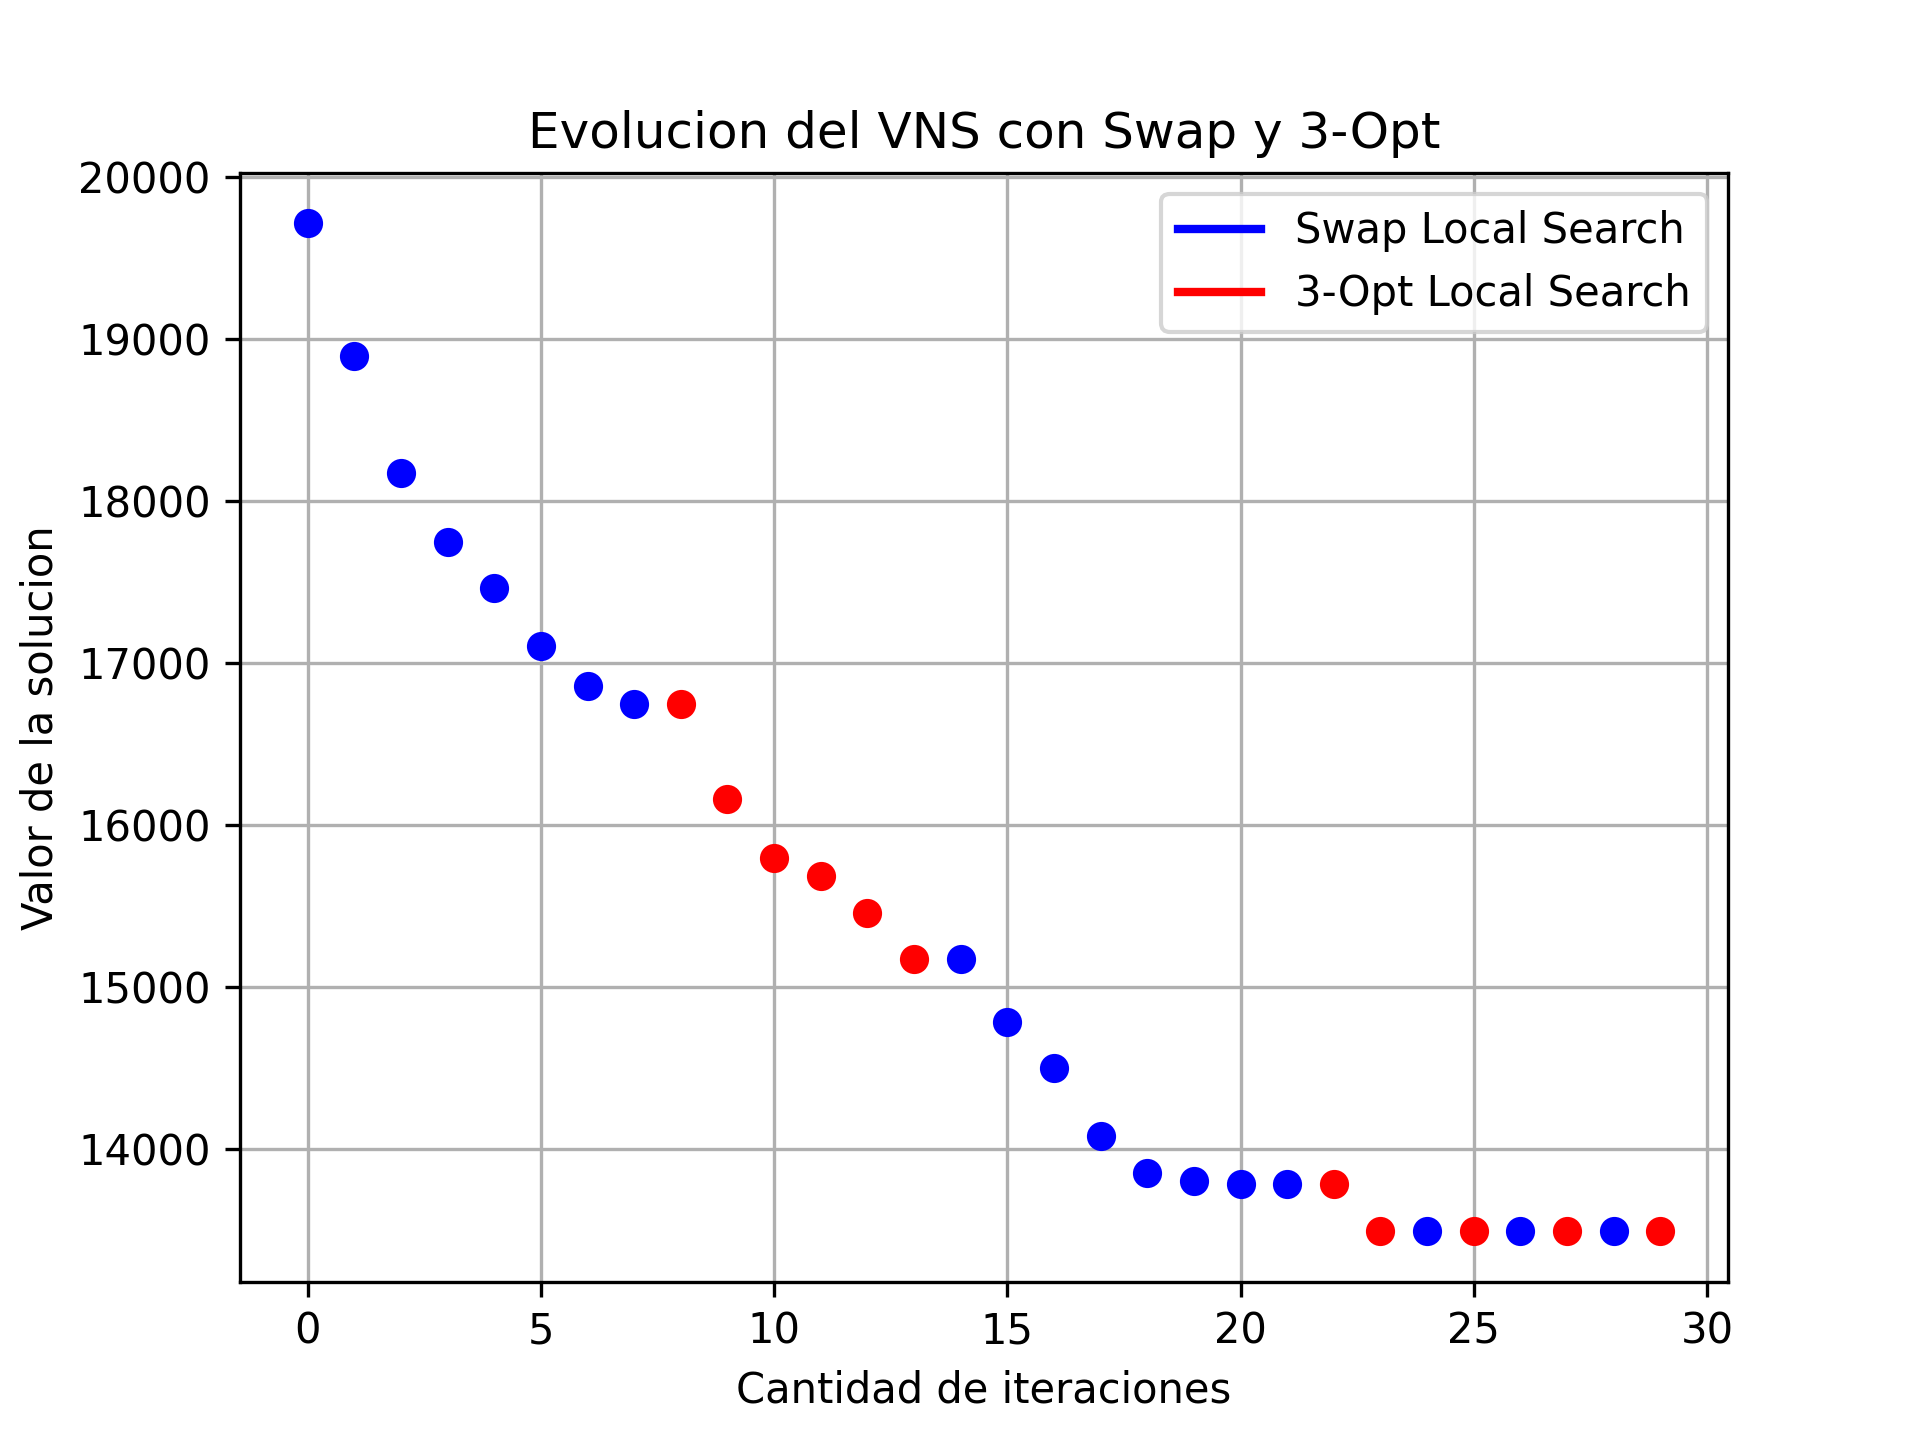 Evolucion del VNS con Swap y 3-Opt
Swap Local Search
3-Opt Local Search
Valor de la solucion
20000
19000
18000
17000
16000
15000
14000
0 5 10 15 20 25 30
Cantidad de iteraciones